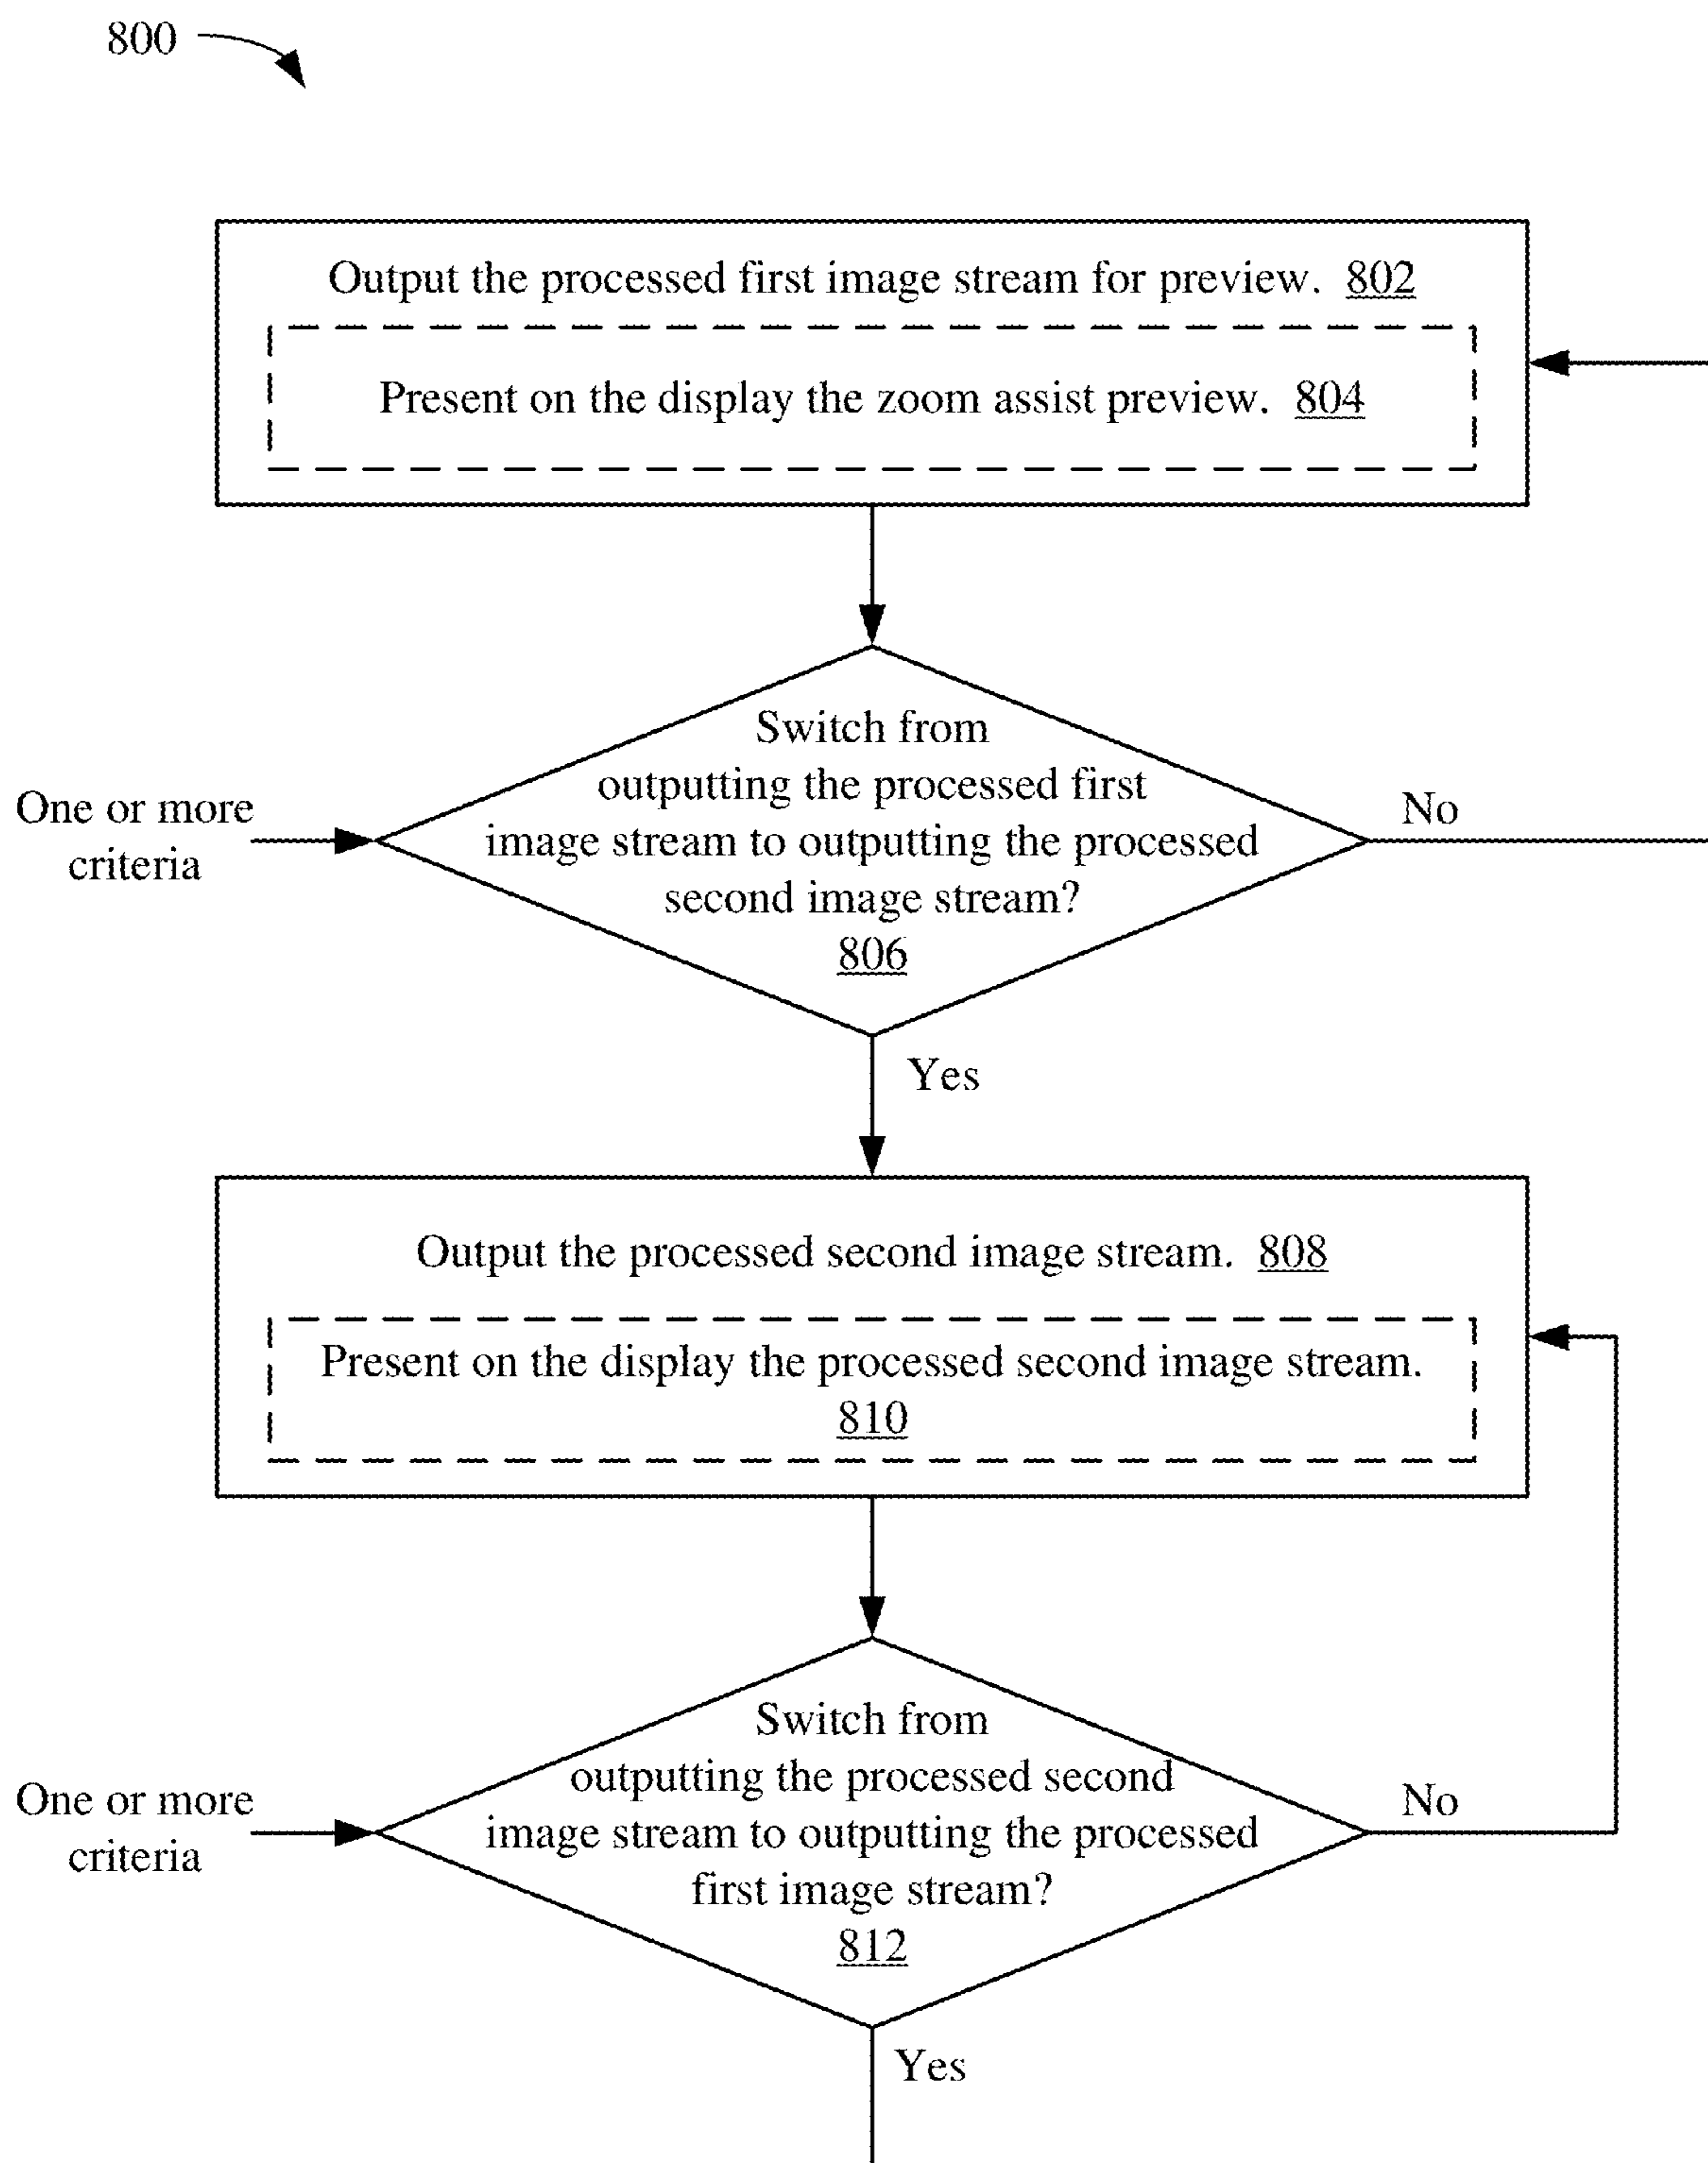 800
Output the processed first image stream for preview. 802
Present on the display the zoom assist preview. 804
Switch from
outputting the processed first
image stream to outputting the processed
second image stream?
806
One or more
criteria
No
Yes
Output the processed second image stream. 808
Present on the display the processed second image stream.
810
Switch from
outputting the processed second
image stream to outputting the processed
first image stream?
812
One or more
criteria
No
Yes